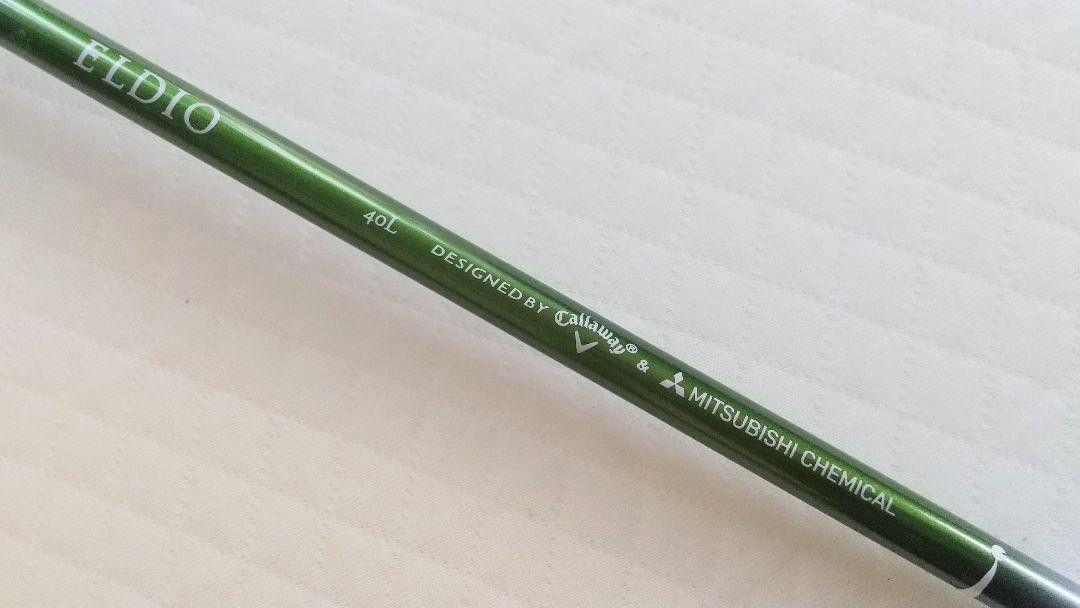 ELDIO 40L DESIGNED BY Callaway® & MITSUBISHI CHEMICAL